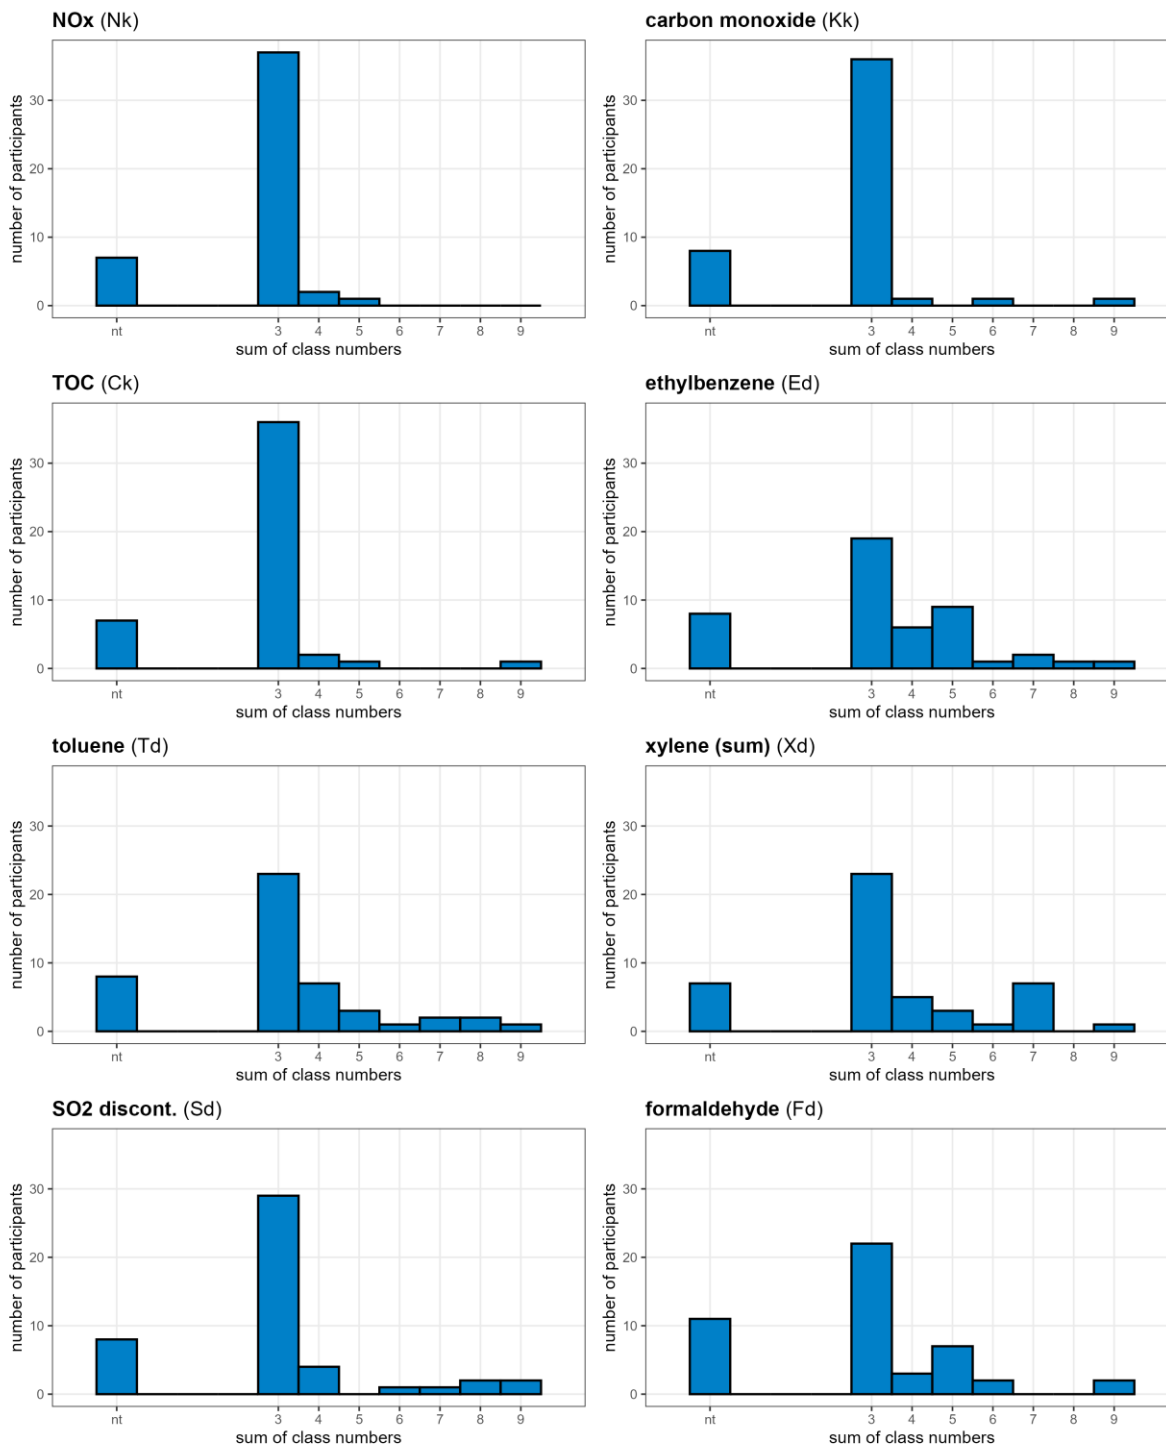 NOx (Nk)
number of participants
30
20
10
0
nt 3 4 5 6 7 8 9
sum of class numbers
carbon monoxide (Kk)
number of participants
30
20
10
0
nt 3 4 5 6 7 8 9
sum of class numbers
TOC (Ck)
number of participants
30
20
10
0
nt 3 4 5 6 7 8 9
sum of class numbers
ethylbenzene (Ed)
number of participants
30
20
10
0
nt 3 4 5 6 7 8 9
sum of class numbers
toluene (Td)
number of participants
30
20
10
0
nt 3 4 5 6 7 8 9
sum of class numbers
xylene (sum) (Xd)
number of participants
30
20
10
0
nt 3 4 5 6 7 8 9
sum of class numbers
SO2 discont. (Sd)
number of participants
30
20
10
0
nt 3 4 5 6 7 8 9
sum of class numbers
formaldehyde (Fd)
number of participants
30
20
10
0
nt 3 4 5 6 7 8 9
sum of class numbers